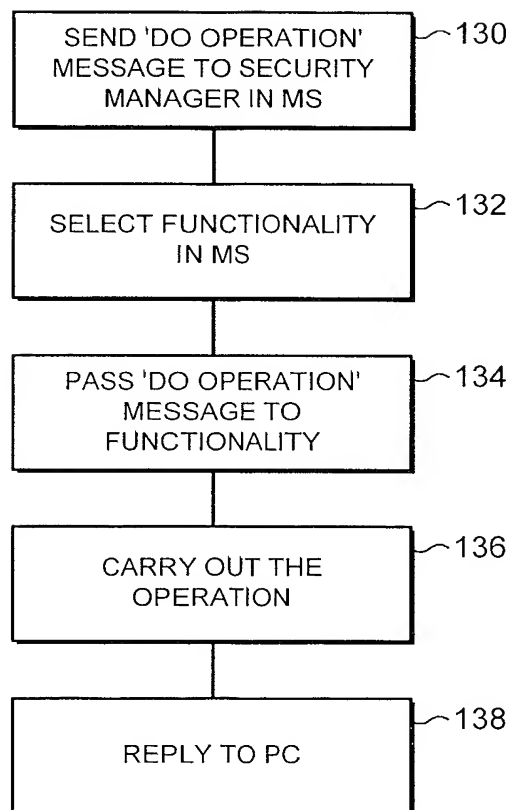 SEND 'DO OPERATION'
MESSAGE TO SECURITY
MANAGER IN MS
130
SELECT FUNCTIONALITY
IN MS
132
PASS 'DO OPERATION'
MESSAGE TO
FUNCTIONALITY
134
CARRY OUT THE
OPERATION
136
REPLY TO PC
138